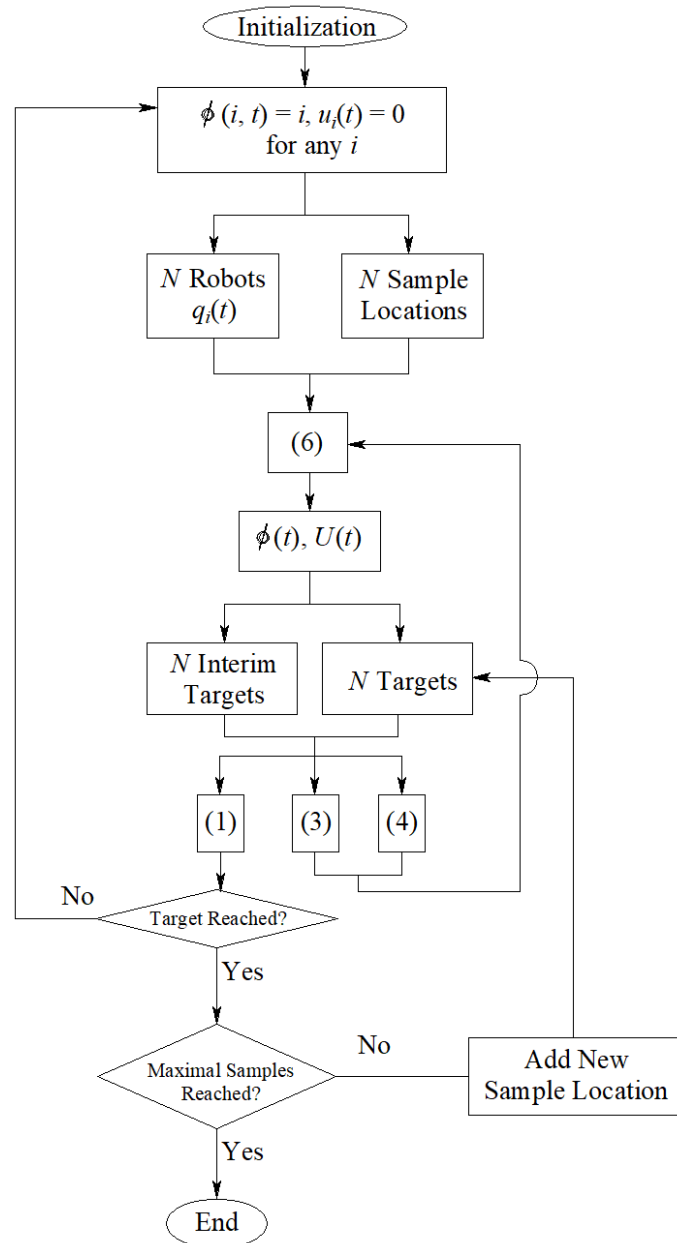 Initialization
ϕ (i, t) = i, uᵢ(t) = 0
for any i
N Robots
qᵢ(t)
N Sample
Locations
(6)
ϕ(t), U(t)
N Interim
Targets
N Targets
(1)
(3)
(4)
No
Target Reached?
Yes
Maximal Samples
Reached?
No
Add New
Sample Location
Yes
End